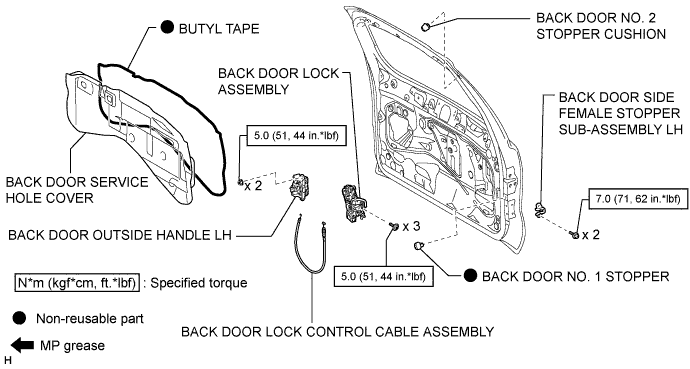 BACK DOOR NO. 2
STOPPER CUSHION
BUTYL TAPE
BACK DOOR LOCK
ASSEMBLY
BACK DOOR SIDE
FEMALE STOPPER
SUB-ASSEMBLY LH
5.0 (51, 44 in.*lbf)
x 2
BACK DOOR SERVICE
HOLE COVER
7.0 (71, 62 in.*lbf)
x 2
x 3
BACK DOOR OUTSIDE HANDLE LH
5.0 (51, 44 in.*lbf)
BACK DOOR NO. 1 STOPPER
N*m (kgf*cm, ft.*lbf) : Specified torque
Non-reusable part
BACK DOOR LOCK CONTROL CABLE ASSEMBLY
MP grease
H